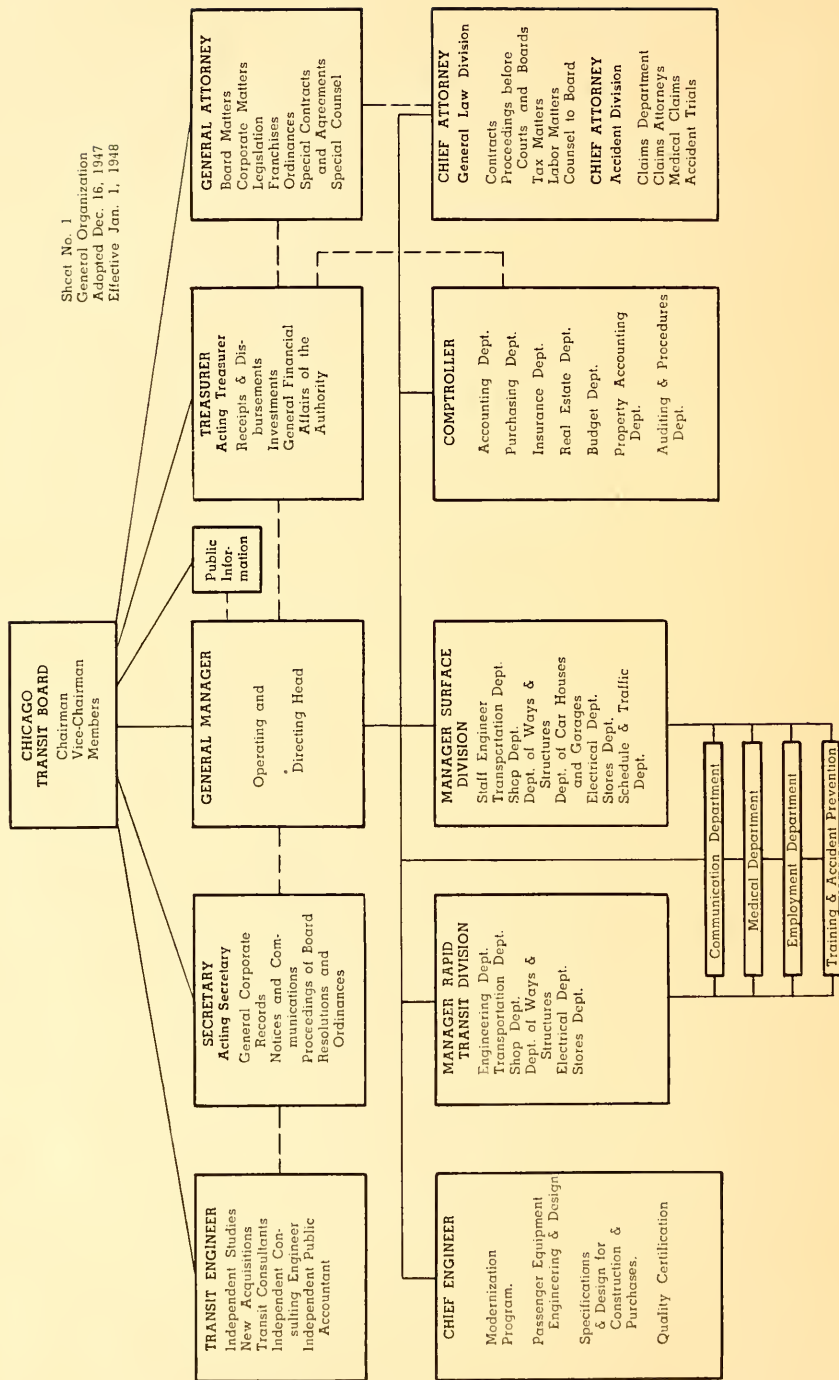 Sheet No. 1
General Organization
Adopted Dec. 16, 1947
Effective Jan. 1, 1948
CHICAGO
TRANSIT BOARD
Chairman
Vice-Chairman
Members
TRANSIT ENGINEER
Independent Studies
New Acquisitions
Transit Consultants
Independent Con-
sulting Engineer
Independent Public
Accountant
SECRETARY
Acting Secretary
General Corporate
Records
Notices and Com-
munications
Proceedings of Board
Resolutions and
Ordinances
GENERAL MANAGER
Operating and
Directing Head
Public
Infor-
mation
TREASURER
Acting Treasurer
Receipts & Dis-
bursements
Investments
General Financial
Affairs of the
Authority
GENERAL ATTORNEY
Board Matters
Corporate Matters
Legislation
Franchises
Ordinances
Special Contracts
and Agreements
Special Counsel
CHIEF ENGINEER
Modernization
Program.
Passenger Equipment
Engineering & Design
Specifications
& Design for
Construction &
Purchases.
Quality Certification
MANAGER RAPID
TRANSIT DIVISION
Engineering Dept.
Transportation Dept.
Shop Dept.
Dept. of Ways &
Structures
Electrical Dept.
Stores Dept.
MANAGER SURFACE
DIVISION
Staff Engineer
Transportation Dept.
Shop Dept.
Dept. of Ways &
Structures
Dept. of Car Houses
and Garages
Electrical Dept.
Stores Dept.
Schedule & Traffic
Dept.
COMPTROLLER
Accounting Dept.
Purchasing Dept.
Insurance Dept.
Real Estate Dept.
Budget Dept.
Property Accounting
Dept.
Auditing & Procedures
Dept.
CHIEF ATTORNEY
General Law Division
Contracts
Proceedings before
Courts and Boards
Tax Matters
Labor Matters
Counsel to Board
CHIEF ATTORNEY
Accident Division
Claims Department
Claims Attorneys
Medical Claims
Accident Trials
Communication Department
Medical Department
Employment Department
Training & Accident Prevention